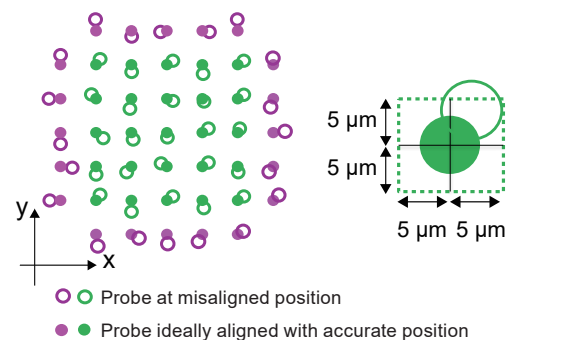 5 μm
5 μm
y
x
5 μm 5 μm
Probe at misaligned position
Probe ideally aligned with accurate position